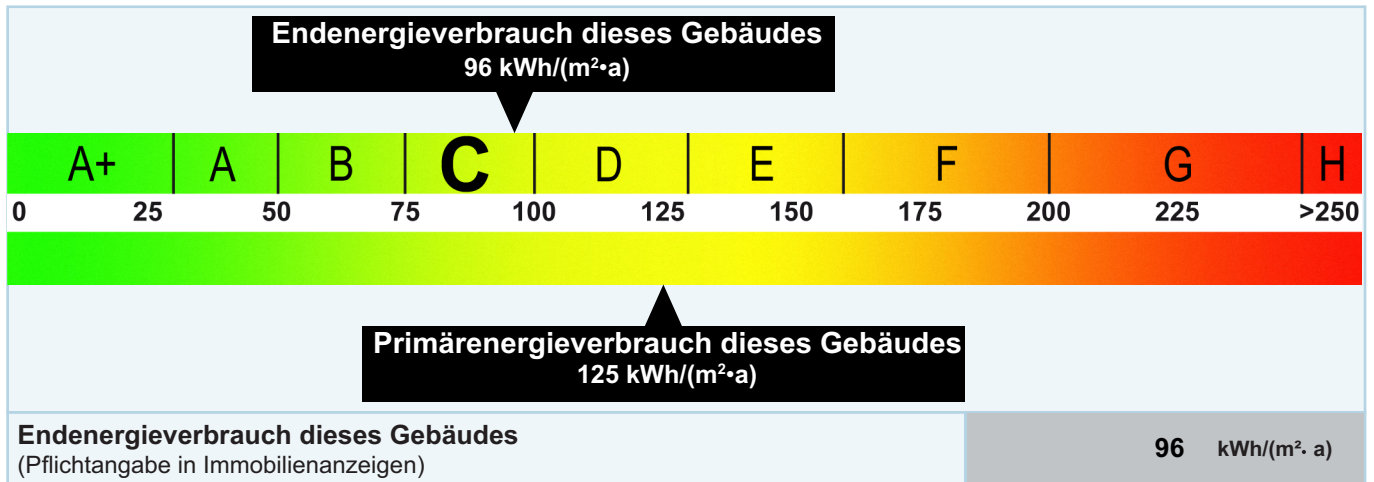 Endenergieverbrauch dieses Gebäudes
96 kWh/(m²•a)
A+ A B C D E F G H
0 25 50 75 100 125 150 175 200 225 >250
Primärenergieverbrauch dieses Gebäudes
125 kWh/(m²•a)
Endenergieverbrauch dieses Gebäudes
(Pflichtangabe in Immobilienanzeigen)
96 kWh/(m²· a)